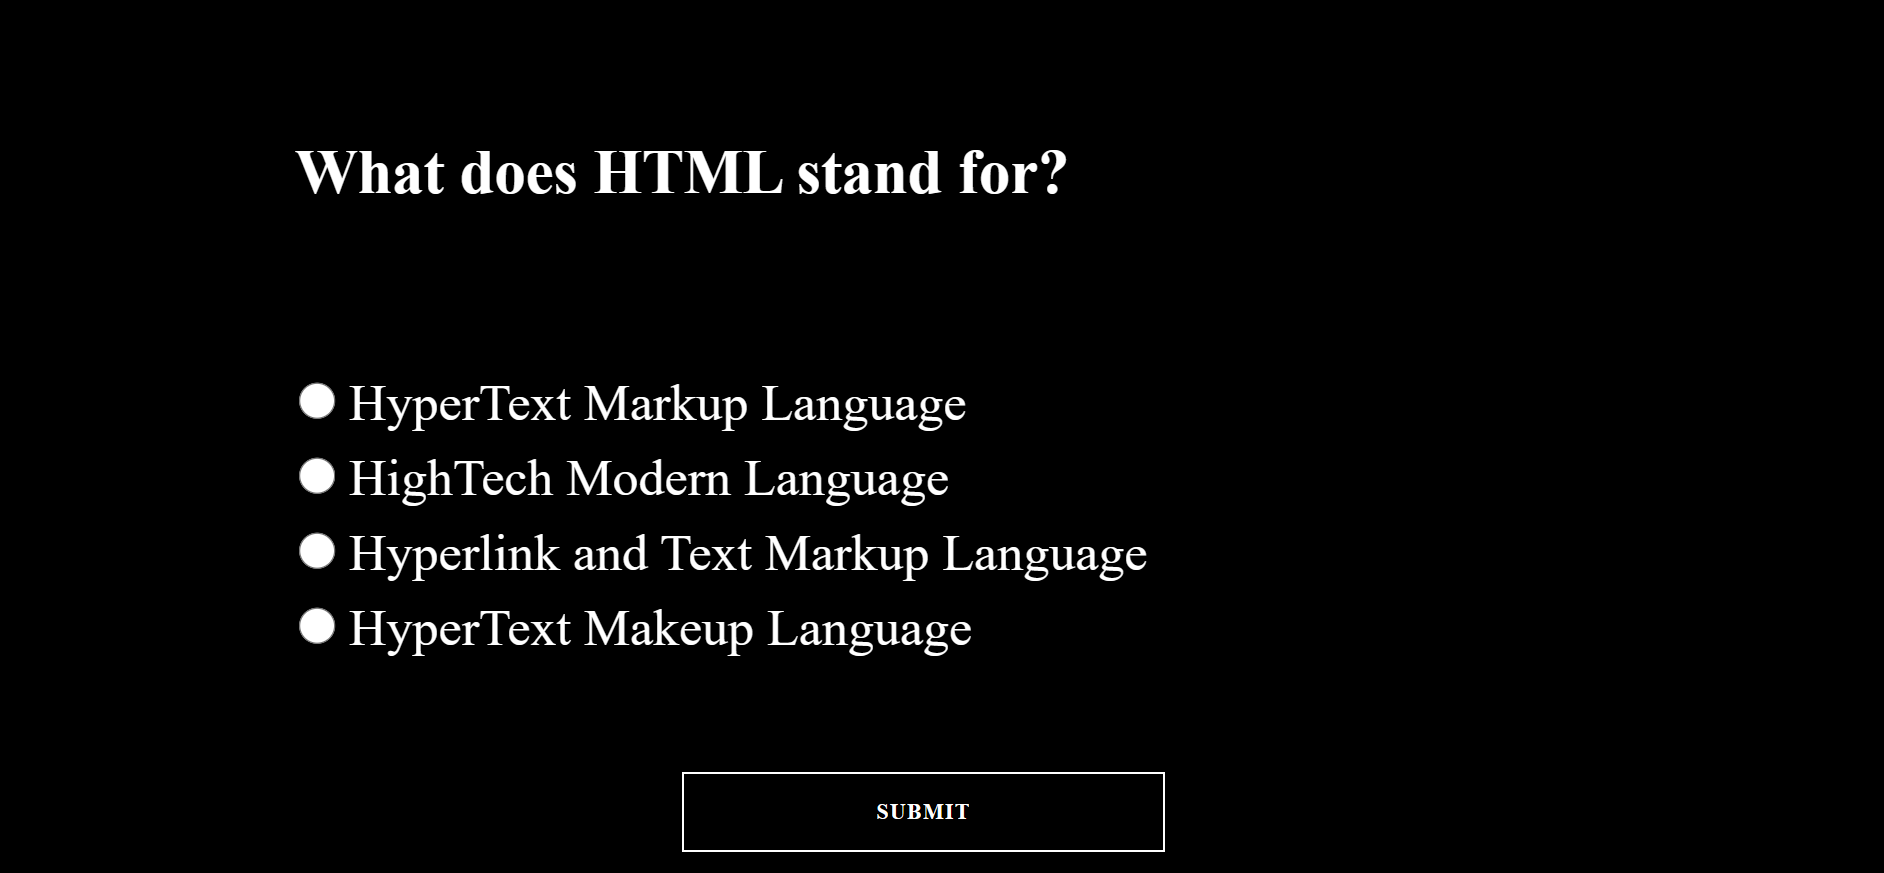 What does HTML stand for?
HyperText Markup Language
HighTech Modern Language
Hyperlink and Text Markup Language
HyperText Makeup Language
SUBMIT